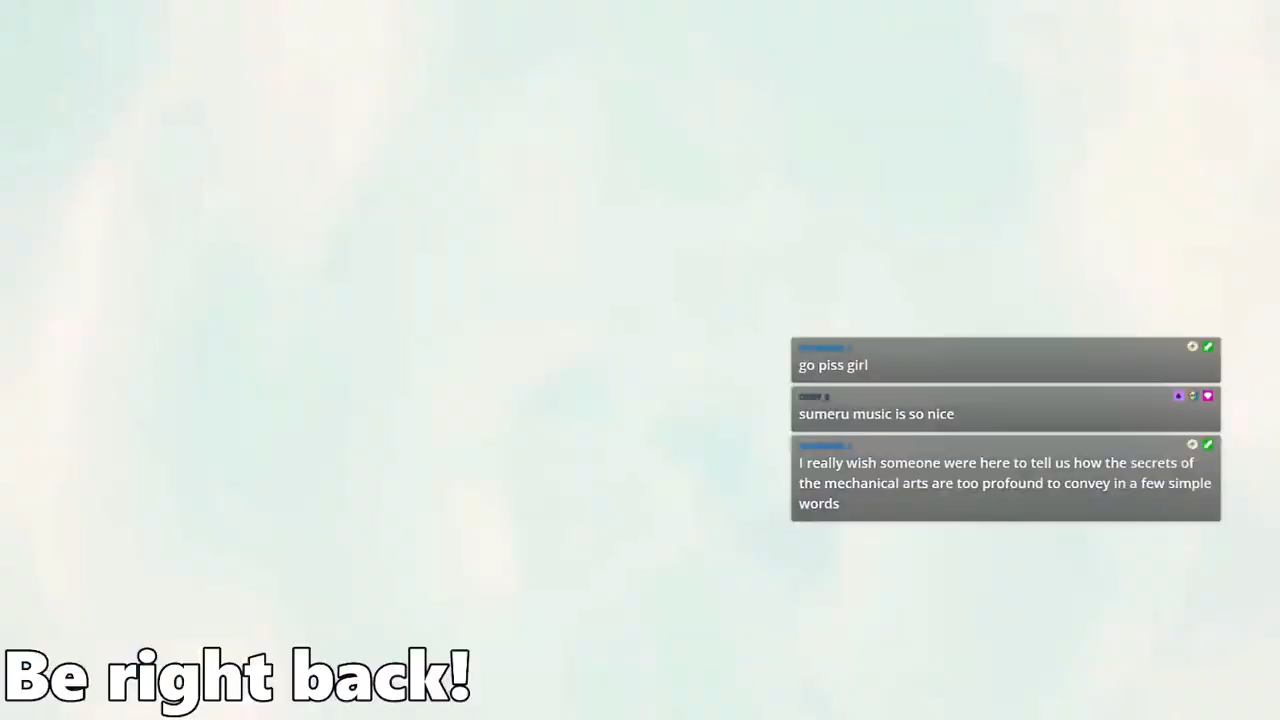 go piss girl
sumeru music is so nice
I really wish someone were here to tell us how the secrets of
the mechanical arts are too profound to convey in a few simple
words
Be right back!